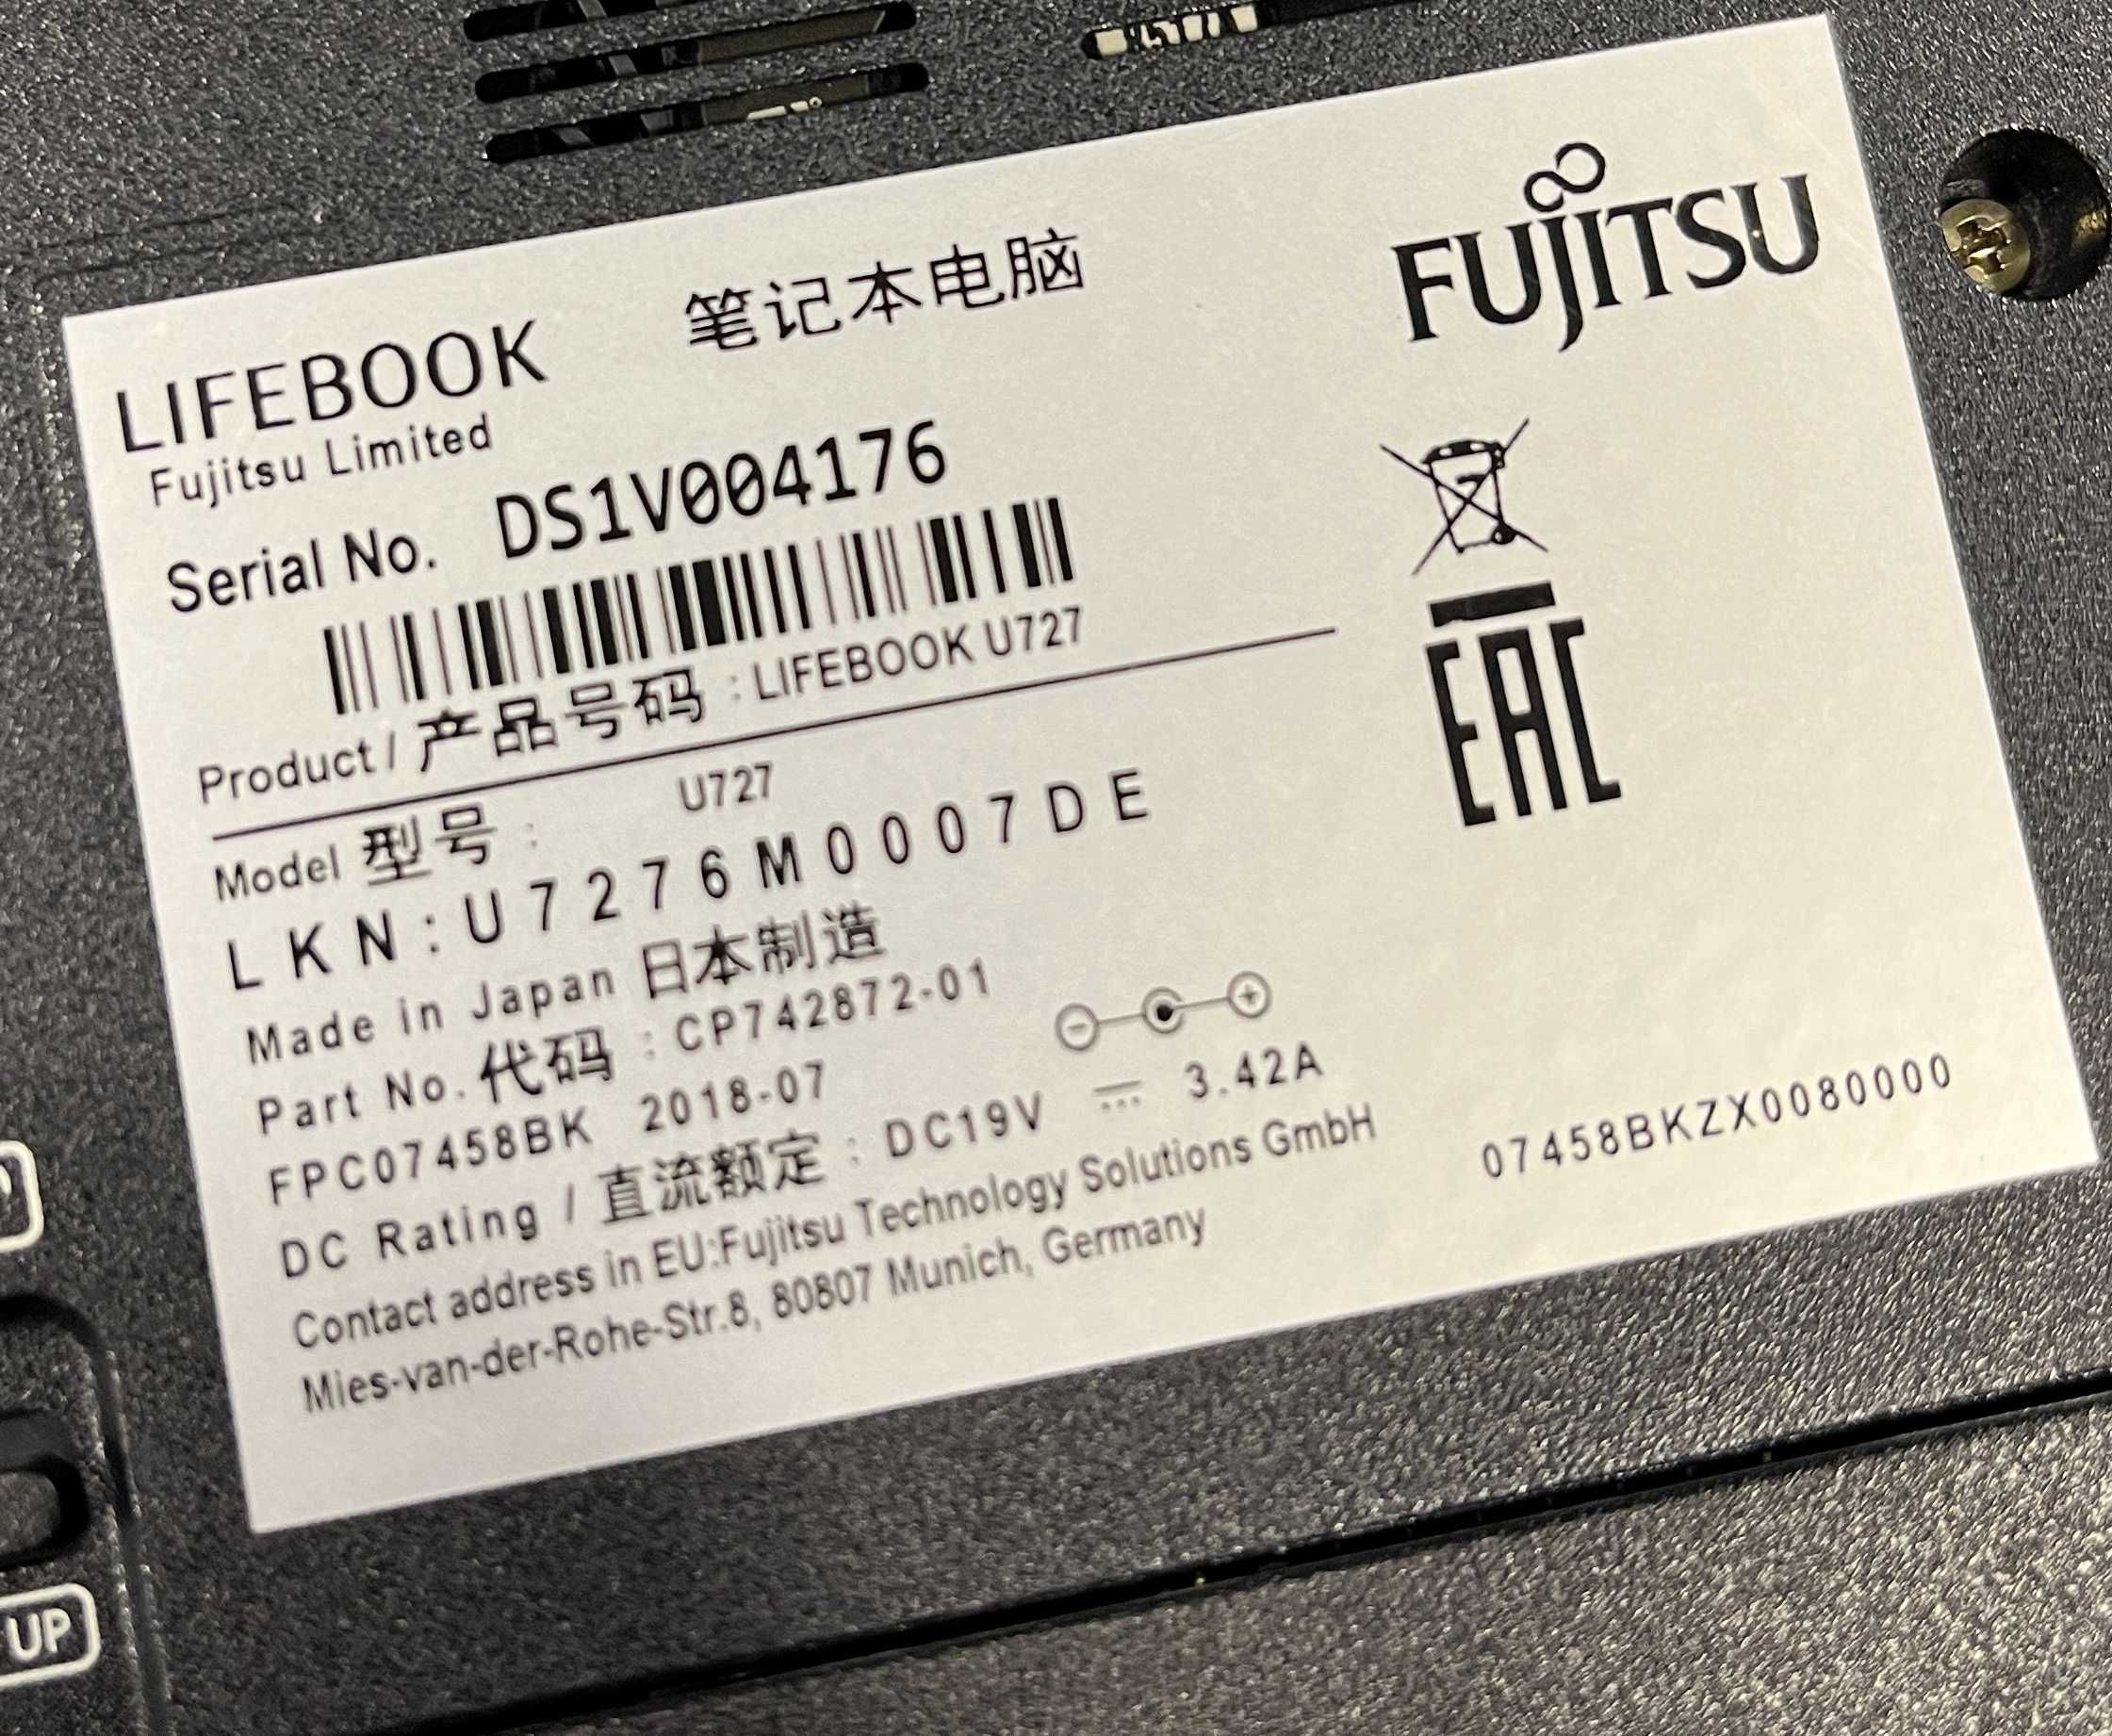 LIFEBOOK 笔记本电脑 FUJITSU
Fujitsu Limited
Serial No. DS1V004176
Product / 产品号码 : LIFEBOOK U727
Model 型号 : U727
EAC
LKN:U7276M0007DE
Made in Japan 日本制造
Part No. 代码 : CP742872-01
FPC07458BK 2018-07
DC Rating / 直流额定 : DC19V ⎓ 3.42A
Contact address in EU:Fujitsu Technology Solutions GmbH
Mies-van-der-Rohe-Str.8, 80807 Munich, Germany
07458BKZX0080000
UP